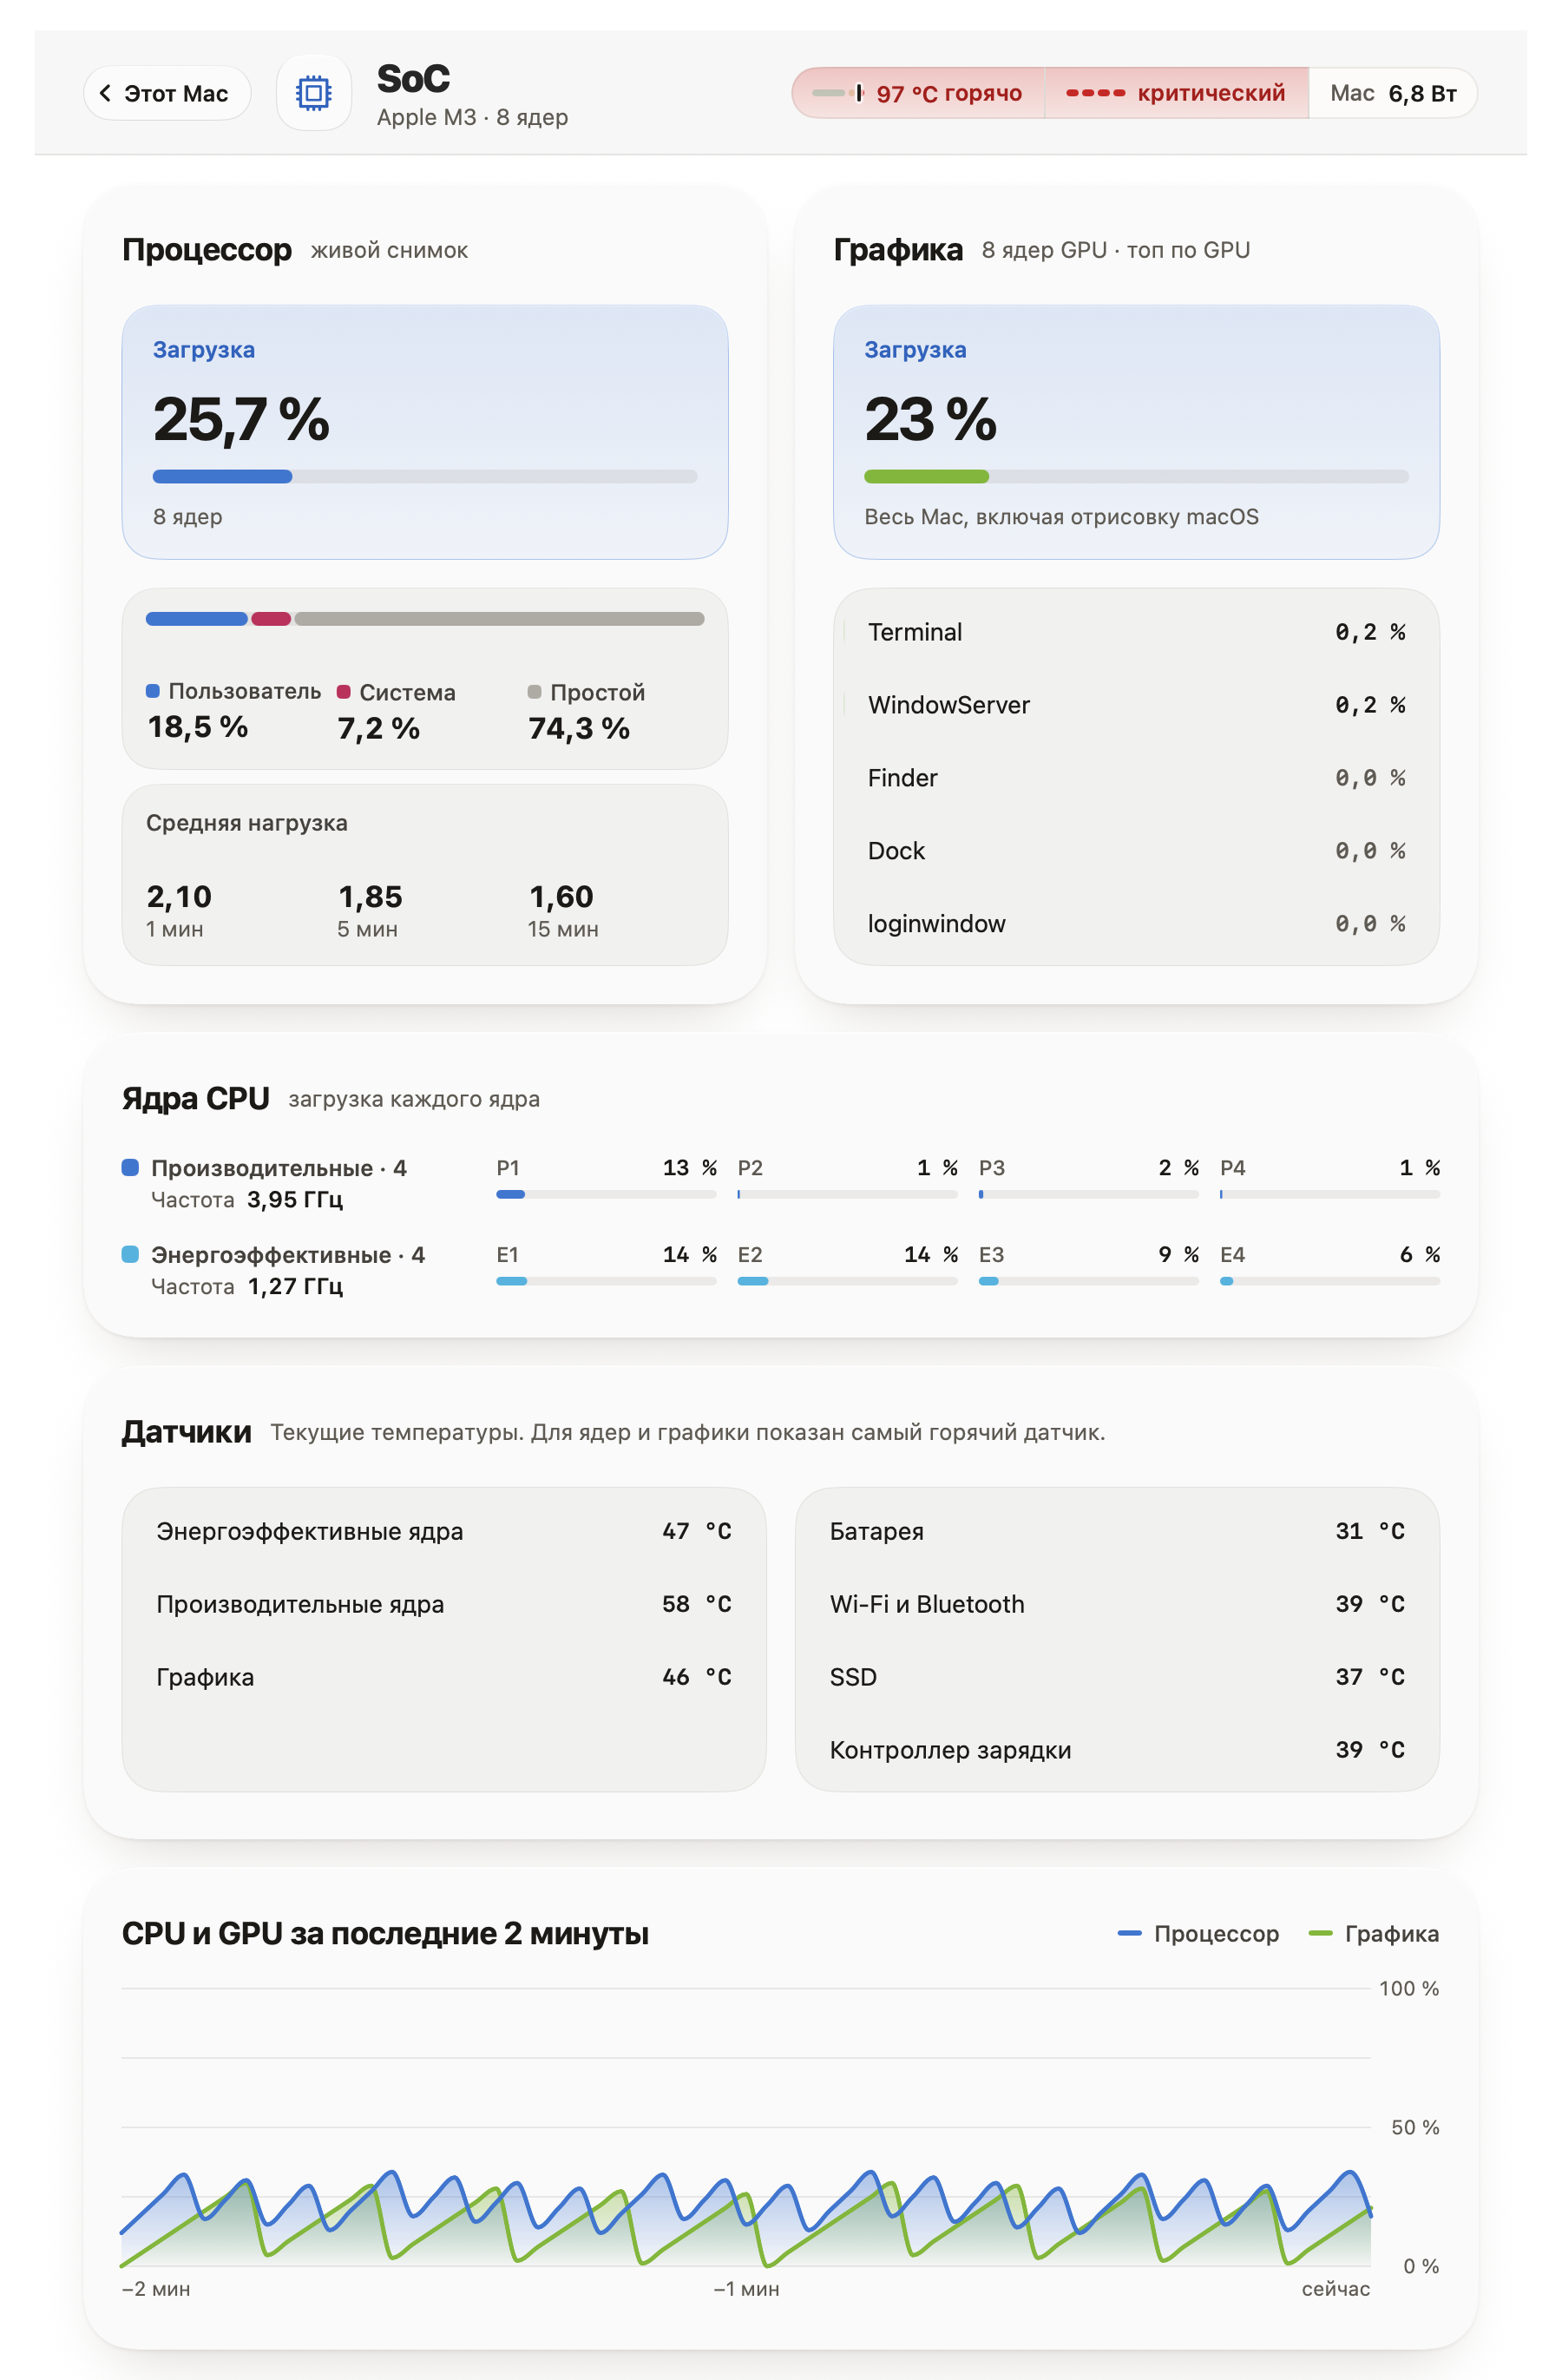 Этот Mac
SoC
Apple M3 · 8 ядер
97 °C горячо
критический
Mac 6,8 Вт
Процессор живой снимок
Загрузка
25,7 %
8 ядер
Пользователь Система Простой
18,5 % 7,2 % 74,3 %
Средняя нагрузка
2,10 1,85 1,60
1 мин 5 мин 15 мин
Графика 8 ядер GPU · топ по GPU
Загрузка
23 %
Весь Mac, включая отрисовку macOS
Terminal 0,2 %
WindowServer 0,2 %
Finder 0,0 %
Dock 0,0 %
loginwindow 0,0 %
Ядра CPU загрузка каждого ядра
Производительные · 4 P1 13 % P2 1 % P3 2 % P4 1 %
Частота 3,95 ГГц
Энергоэффективные · 4 E1 14 % E2 14 % E3 9 % E4 6 %
Частота 1,27 ГГц
Датчики Текущие температуры. Для ядер и графики показан самый горячий датчик.
Энергоэффективные ядра 47 °C
Производительные ядра 58 °C
Графика 46 °C
Батарея 31 °C
Wi-Fi и Bluetooth 39 °C
SSD 37 °C
Контроллер зарядки 39 °C
CPU и GPU за последние 2 минуты Процессор Графика
100 %
50 %
0 %
−2 мин −1 мин сейчас